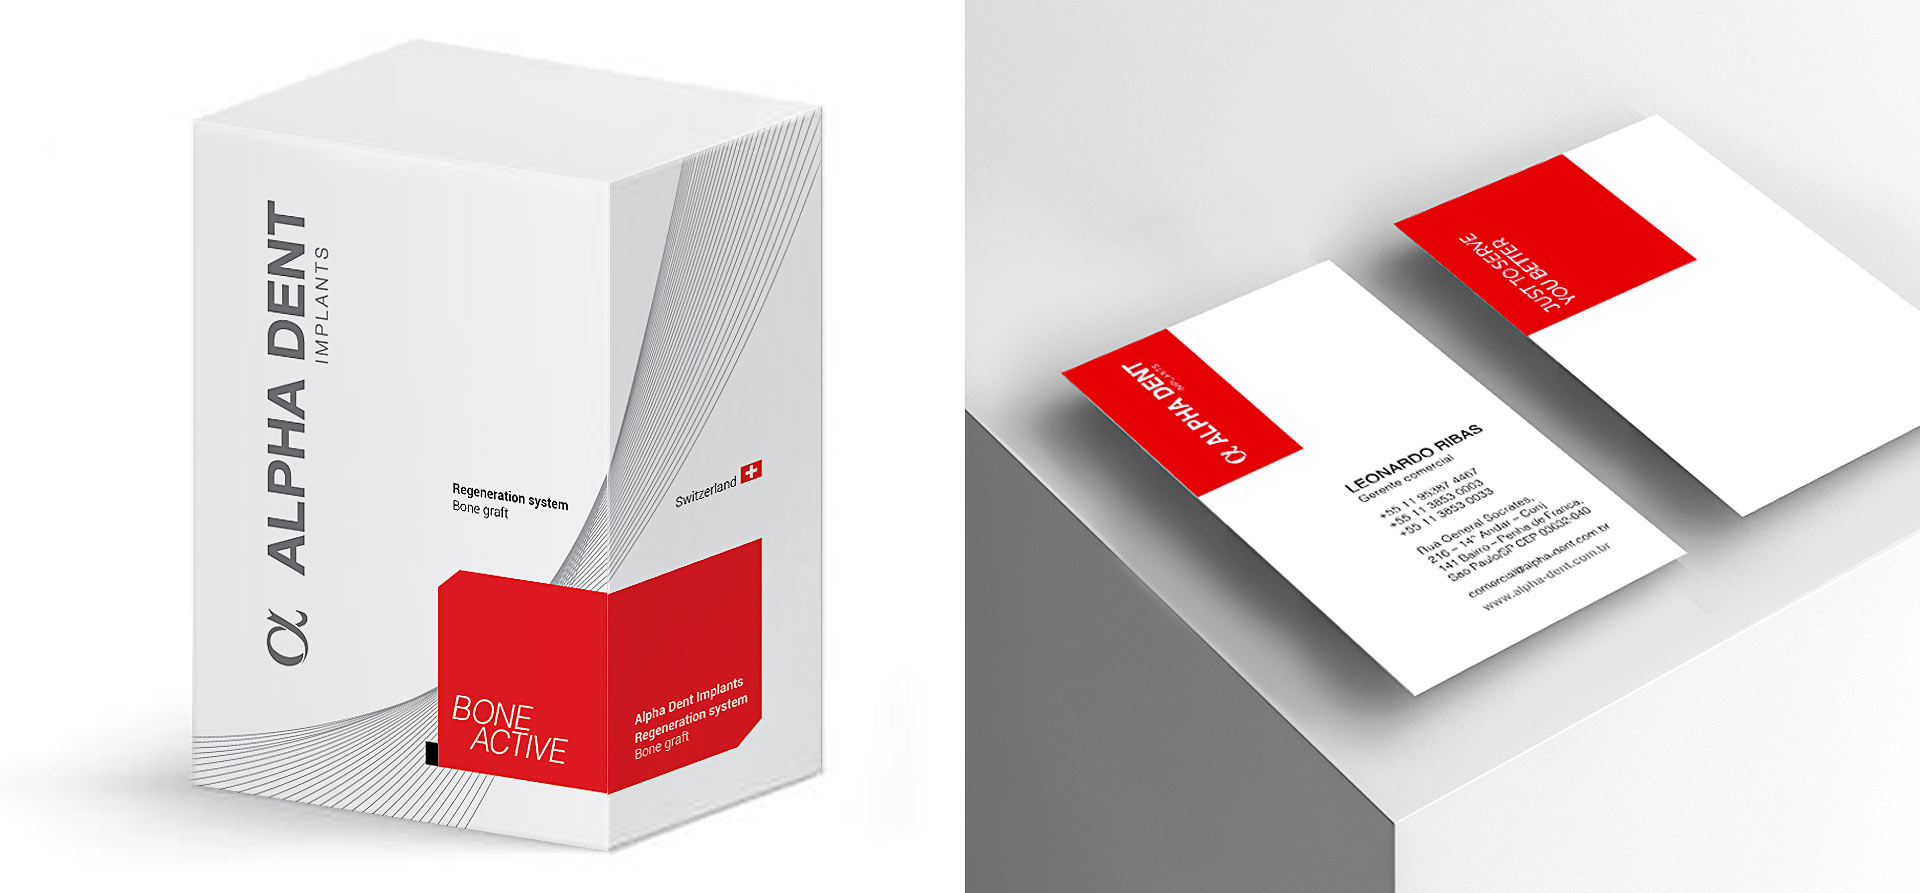 α ALPHA DENT
IMPLANTS
Regeneration system
Bone graft
BONE
ACTIVE
Switzerland
Alpha Dent Implants
Regeneration system
Bone graft
α ALPHA DENT
IMPLANTS
LEONARDO RIBAS
Gerente comercial
+55 11 95387 4467
+55 11 3853 0003
+55 11 3853 0033
Rua General Socrates,
216 – 14° Andar – Conj
141 Bairro – Penha de Franca,
Sao Paulo/SP CEP 03632-040
comercial@alpha-dent.com.br
www.alpha-dent.com.br
JUST TO SERVE
YOU BETTER